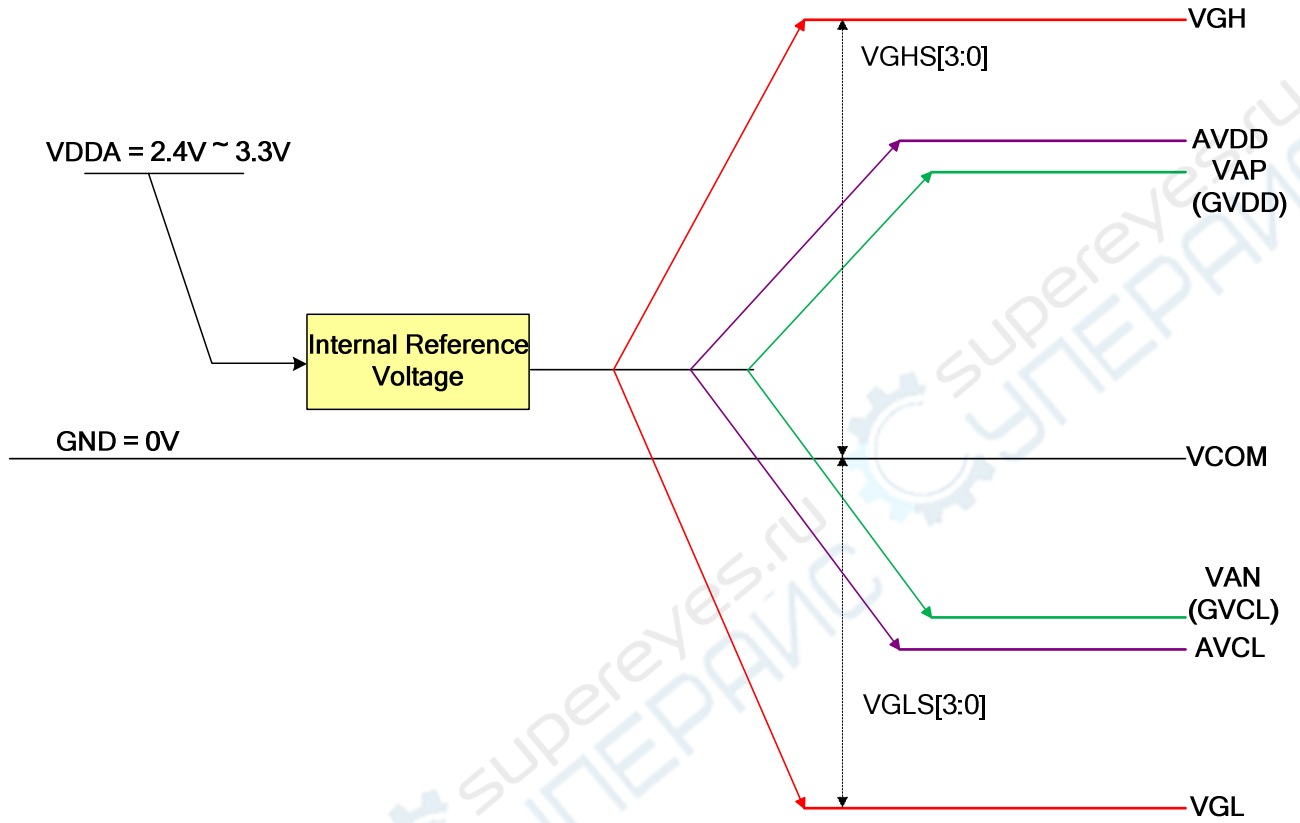 VGH
VGHS[3:0]
AVDD
VDDA = 2.4V ~ 3.3V
VAP
(GVDD)
Internal Reference
Voltage
GND = 0V
VCOM
VAN
(GVCL)
AVCL
VGLS[3:0]
VGL
supereyes.ru
СУПЕРАЙС
supereyes.ru
СУПЕРАЙС